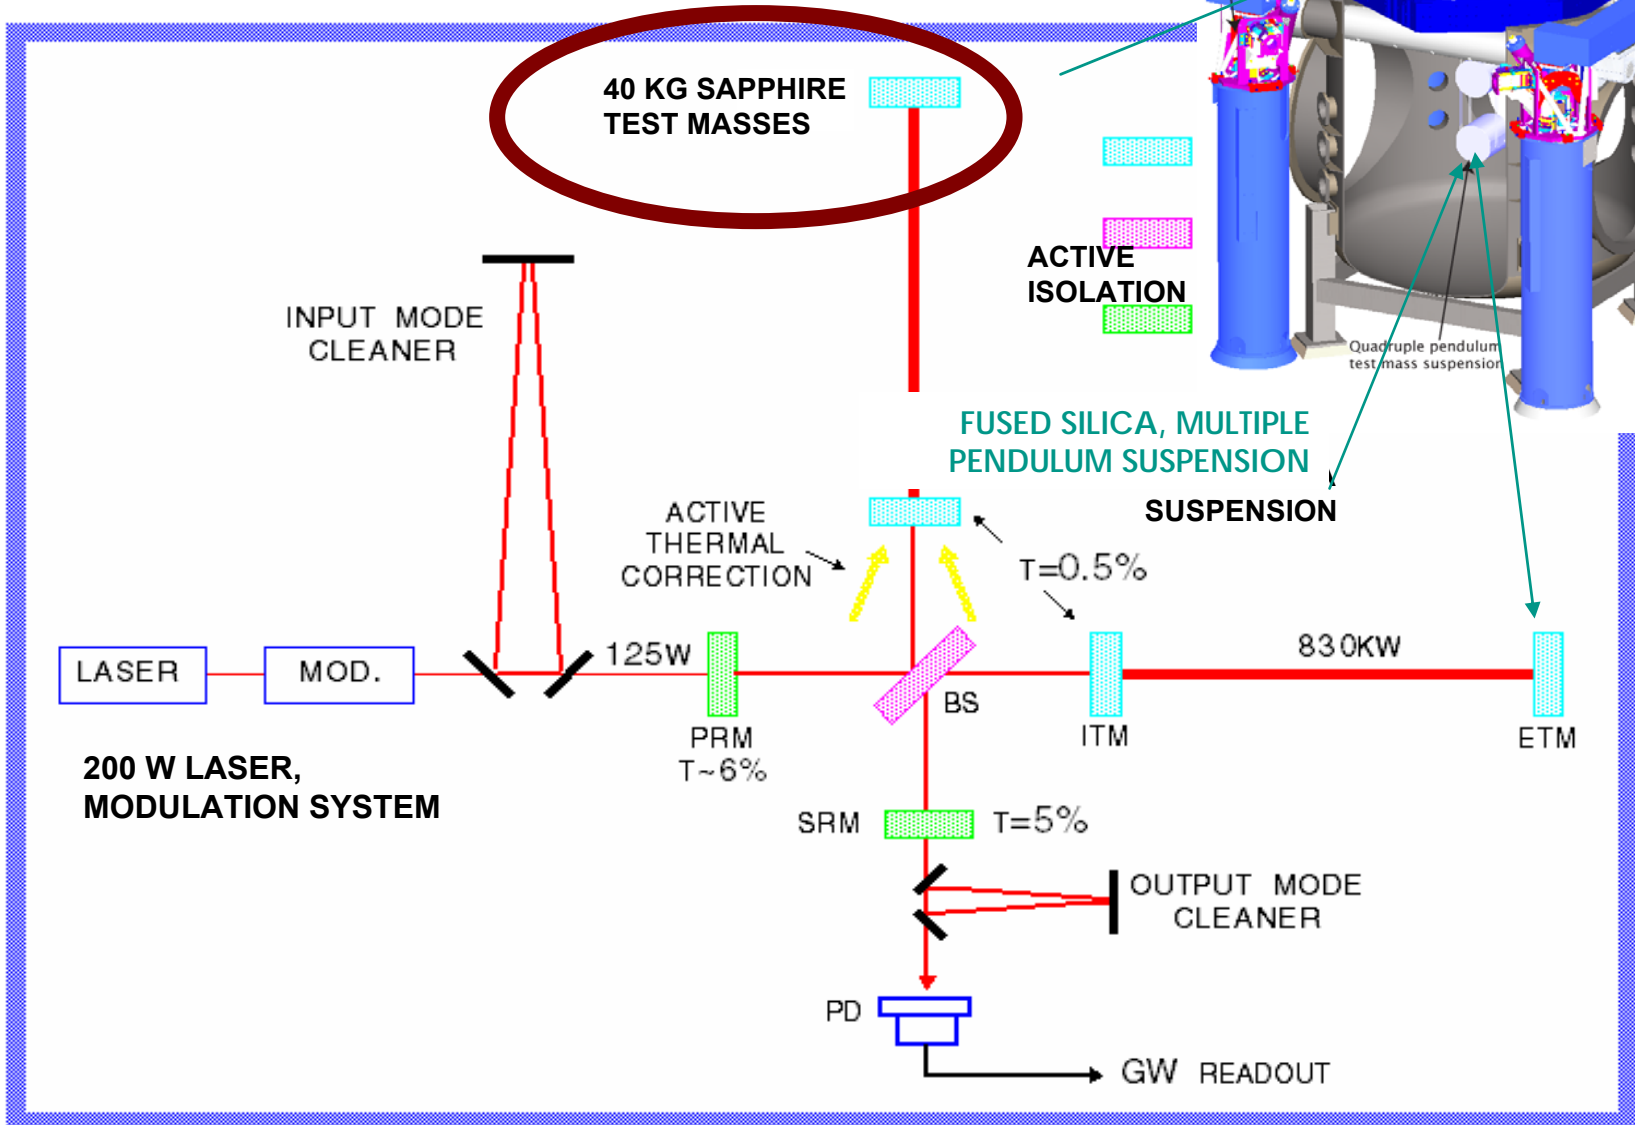 40 KG SAPPHIRE
TEST MASSES
ACTIVE
ISOLATION
INPUT MODE
CLEANER
Quadruple pendulum
test mass suspension
FUSED SILICA, MULTIPLE
PENDULUM SUSPENSION
SUSPENSION
ACTIVE
THERMAL
CORRECTION
T=0.5%
LASER
MOD.
125W
830KW
BS
PRM
T~6%
ITM
ETM
200 W LASER,
MODULATION SYSTEM
SRM
T=5%
OUTPUT MODE
CLEANER
PD
GW READOUT